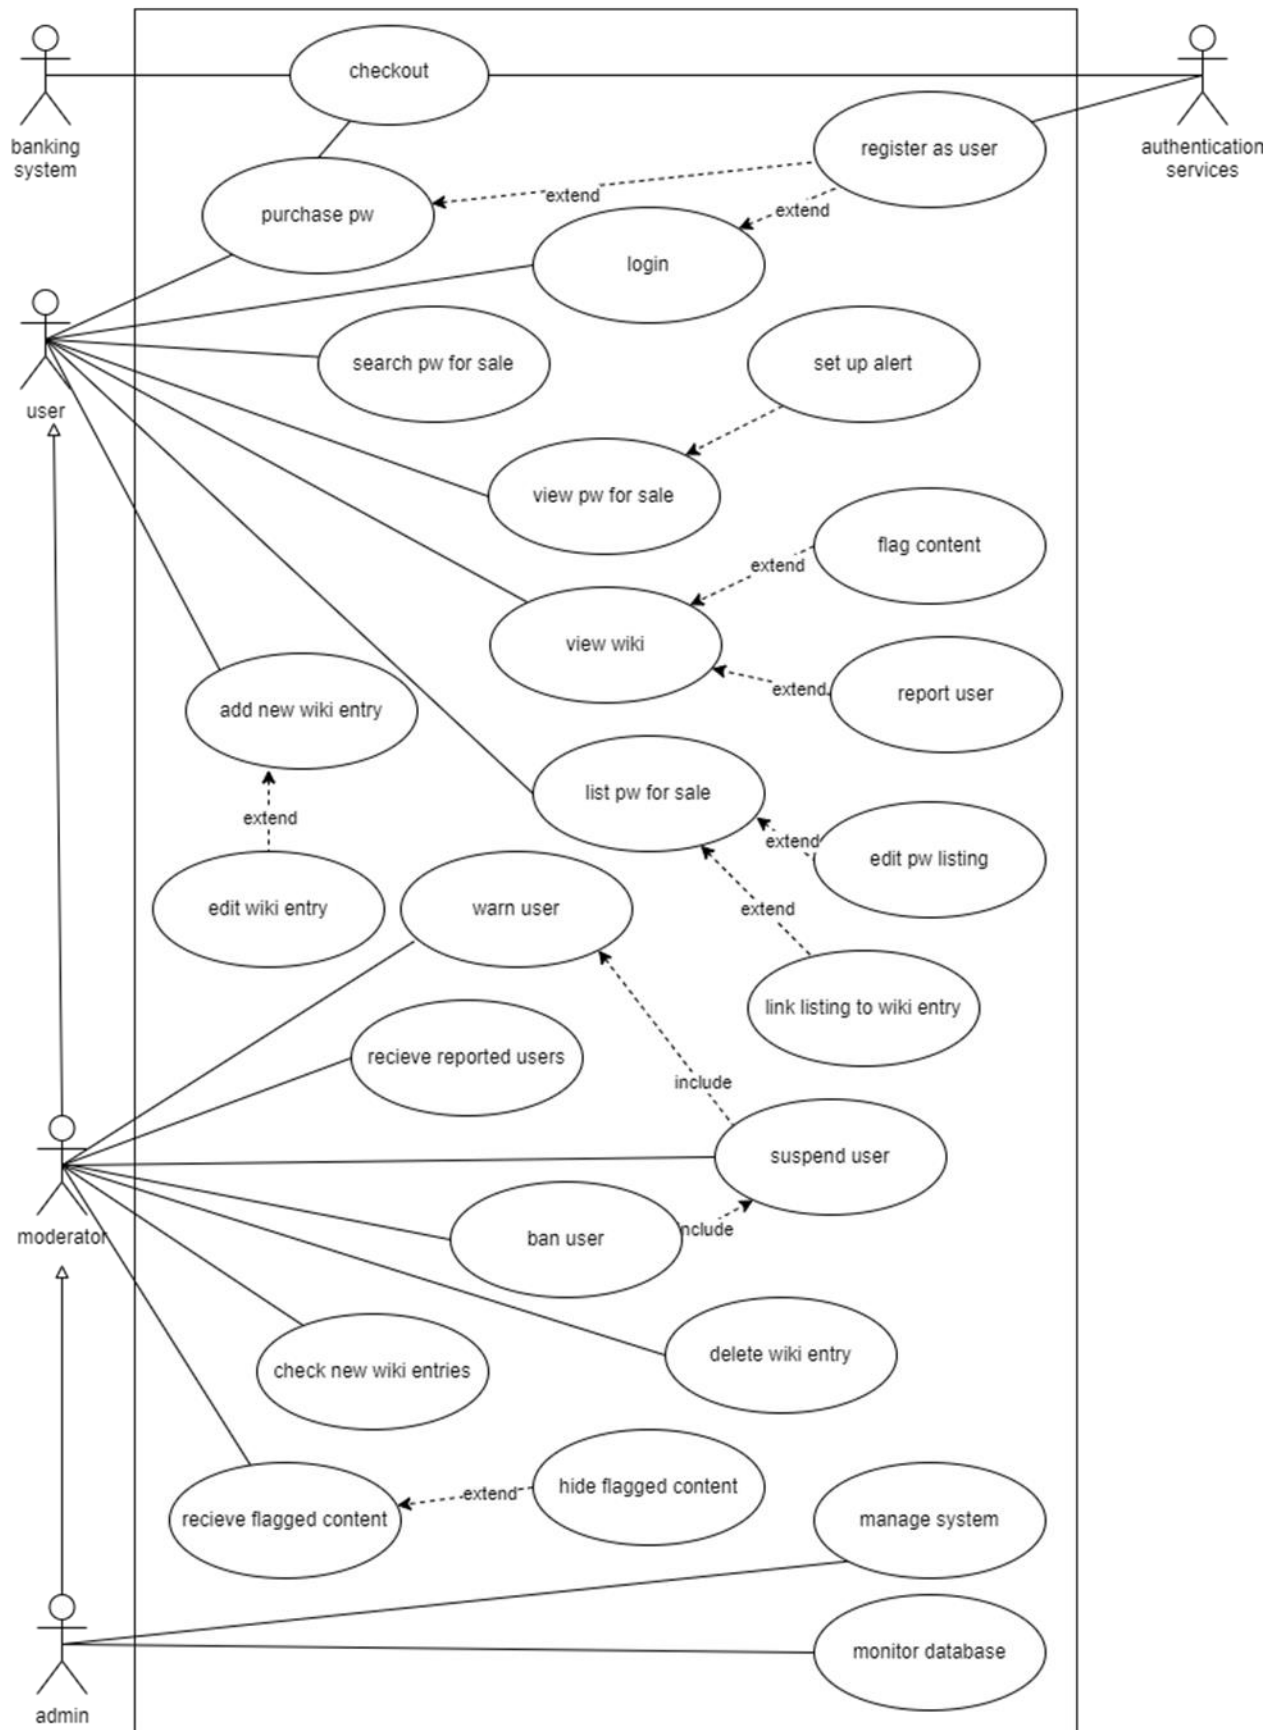 checkout
banking
system
authentication
services
register as user
purchase pw
extend
extend
login
user
search pw for sale
set up alert
view pw for sale
flag content
extend
view wiki
report user
extend
add new wiki entry
list pw for sale
extend
edit pw listing
extend
edit wiki entry
warn user
extend
link listing to wiki entry
recieve reported users
include
suspend user
moderator
ban user
include
delete wiki entry
check new wiki entries
hide flagged content
extend
recieve flagged content
manage system
monitor database
admin